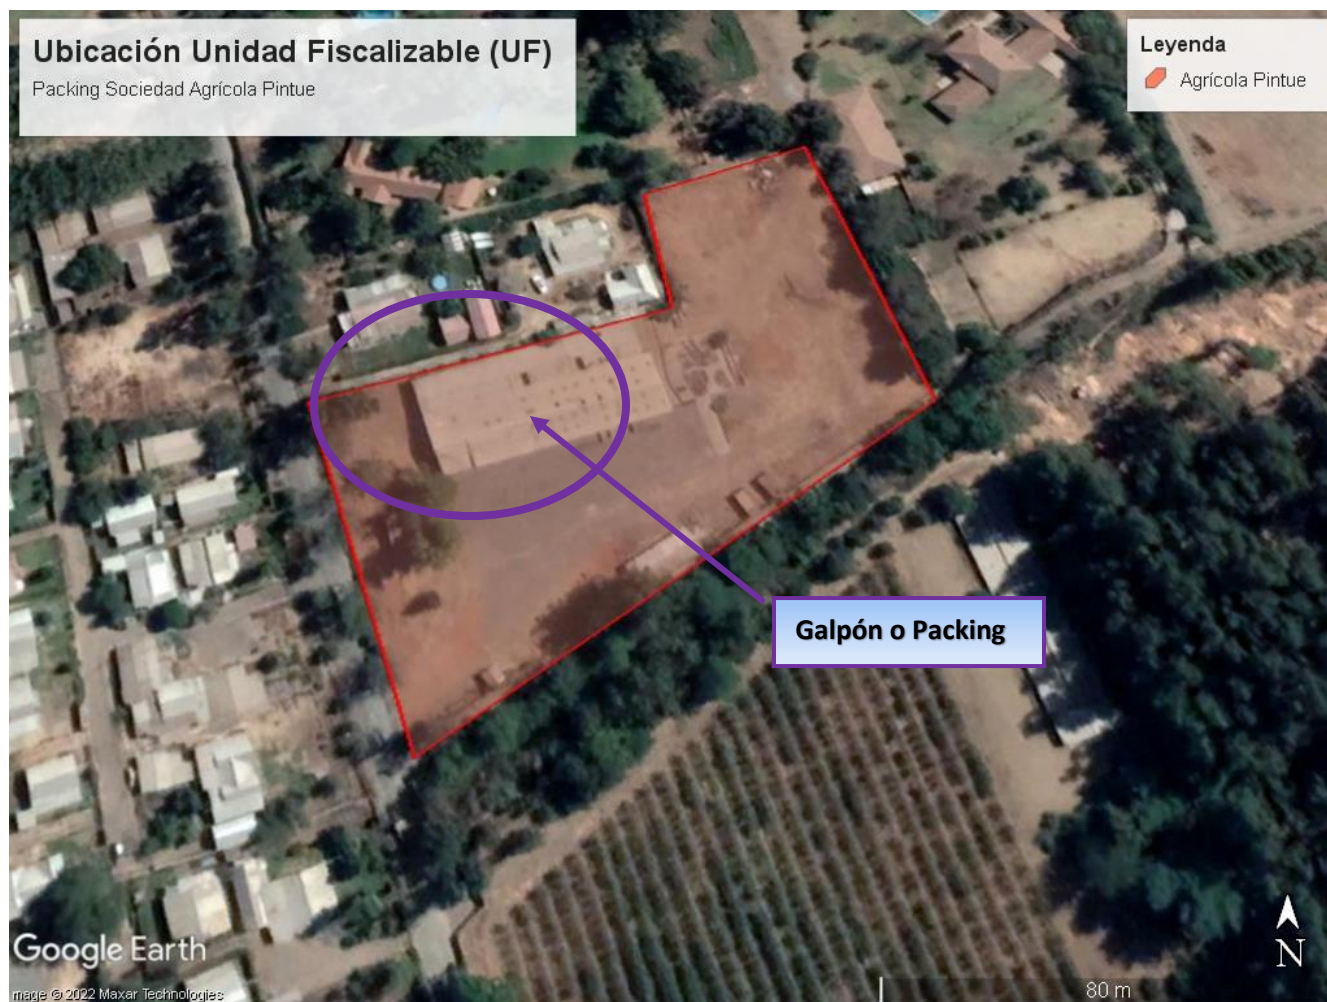 Ubicación Unidad Fiscalizable (UF)
Packing Sociedad Agrícola Pintue
Leyenda
Agrícola Pintue
Galpón o Packing
Google Earth
mage © 2022 Maxar Technologies
N
80 m